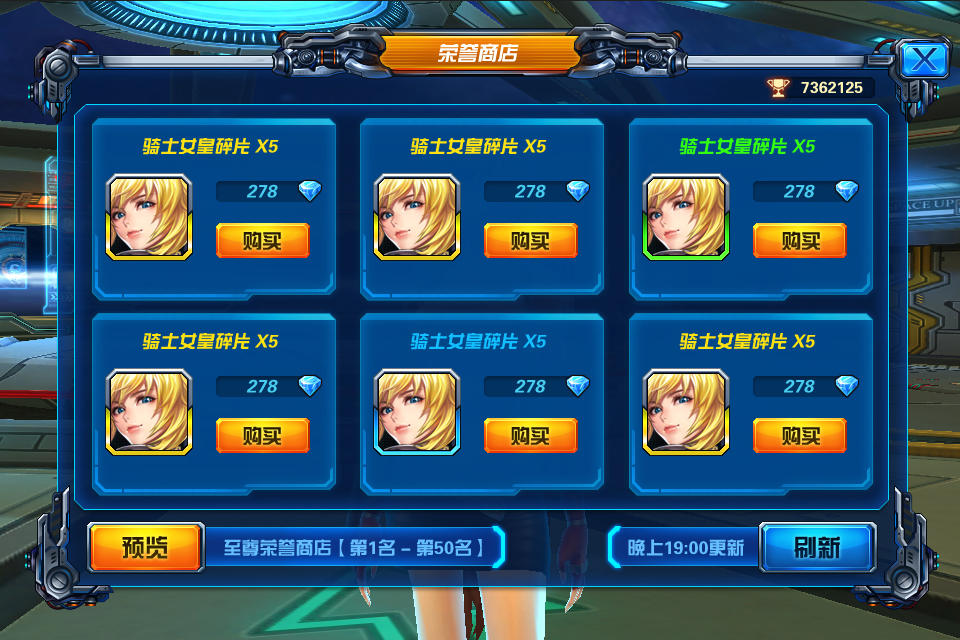 荣誉商店
7362125
骑士女皇碎片 X5
278
购买
骑士女皇碎片 X5
278
购买
骑士女皇碎片 X5
278
购买
骑士女皇碎片 X5
278
购买
骑士女皇碎片 X5
278
购买
骑士女皇碎片 X5
278
购买
预览
至尊荣誉商店【第1名 – 第50名】
晚上19:00更新
刷新